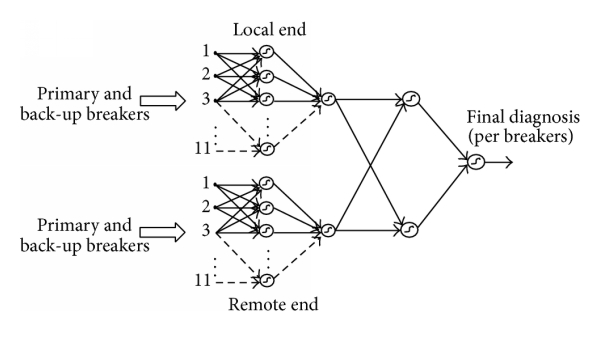 Local end
1
2
3
11
Primary and
back-up breakers
Final diagnosis
(per breakers)
1
2
3
11
Primary and
back-up breakers
Remote end